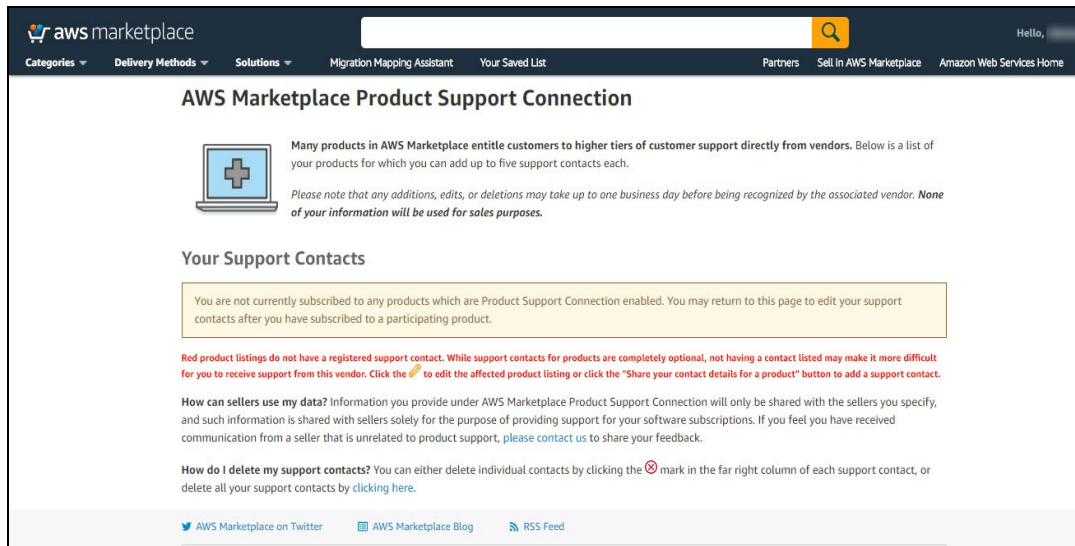 aws marketplace
Hello,
Categories Delivery Methods Solutions Migration Mapping Assistant Your Saved List Partners Sell in AWS Marketplace Amazon Web Services Home
AWS Marketplace Product Support Connection
Many products in AWS Marketplace entitle customers to higher tiers of customer support directly from vendors. Below is a list of
your products for which you can add up to five support contacts each.
Please note that any additions, edits, or deletions may take up to one business day before being recognized by the associated vendor. None
of your information will be used for sales purposes.
Your Support Contacts
You are not currently subscribed to any products which are Product Support Connection enabled. You may return to this page to edit your support
contacts after you have subscribed to a participating product.
Red product listings do not have a registered support contact. While support contacts for products are completely optional, not having a contact listed may make it more difficult
for you to receive support from this vendor. Click the to edit the affected product listing or click the "Share your contact details for a product" button to add a support contact.
How can sellers use my data? Information you provide under AWS Marketplace Product Support Connection will only be shared with the sellers you specify,
and such information is shared with sellers solely for the purpose of providing support for your software subscriptions. If you feel you have received
communication from a seller that is unrelated to product support, please contact us to share your feedback.
How do I delete my support contacts? You can either delete individual contacts by clicking the mark in the far right column of each support contact, or
delete all your support contacts by clicking here.
AWS Marketplace on Twitter AWS Marketplace Blog RSS Feed